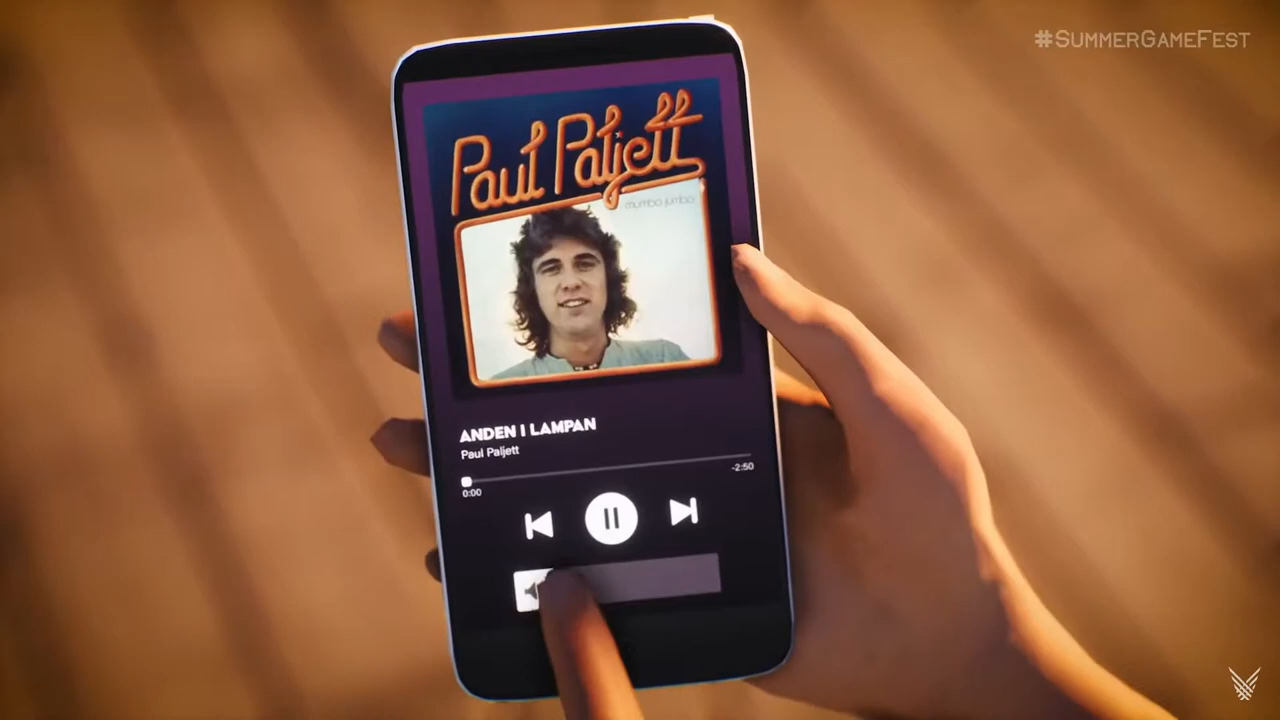 #SUMMERGAMEFEST
Paul Paljett
mumbo jumbo
ANDEN I LAMPAN
Paul Paljett
0:00
-2:50